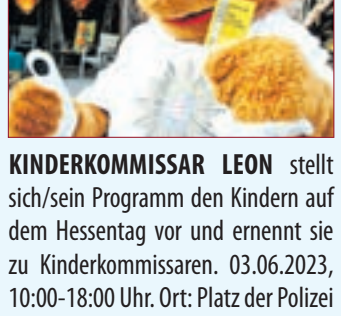 KINDERKOMMISSAR LEON stellt
sich/sein Programm den Kindern auf
dem Hessentag vor und ernennt sie
zu Kinderkommissaren. 03.06.2023,
10:00-18:00 Uhr. Ort: Platz der Polizei